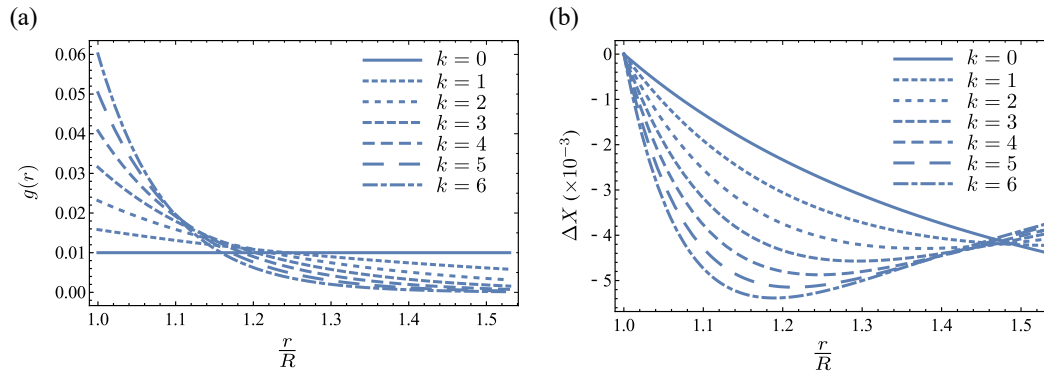 (a)
g(r)
0.06
0.05
0.04
0.03
0.02
0.01
0.00
k = 0
k = 1
k = 2
k = 3
k = 4
k = 5
k = 6
1.0 1.1 1.2 1.3 1.4 1.5
r
R
(b)
ΔX (×10⁻³)
0
- 1
- 2
- 3
- 4
- 5
k = 0
k = 1
k = 2
k = 3
k = 4
k = 5
k = 6
1.0 1.1 1.2 1.3 1.4 1.5
r
R